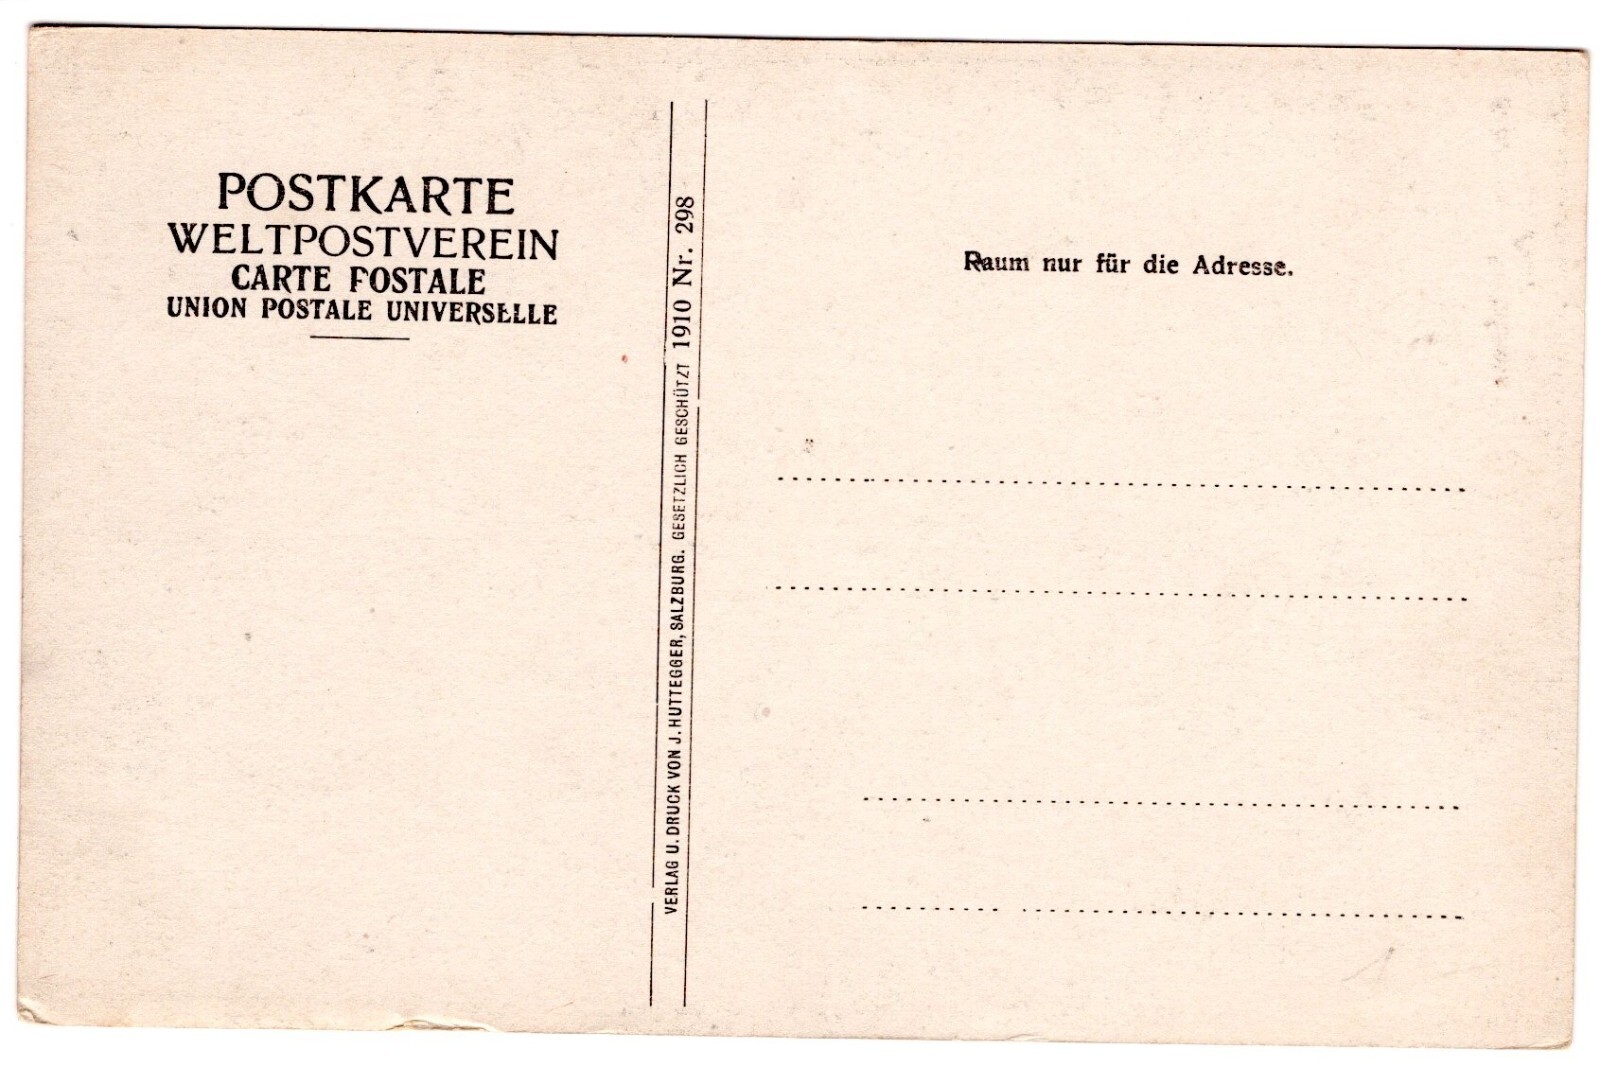 POSTKARTE
WELTPOSTVEREIN
CARTE POSTALE
UNION POSTALE UNIVERSELLE
VERLAG U. DRUCK VON J. HUTTEGGER, SALZBURG. GESETZLICH GESCHÜTZT 1910 Nr. 298
Raum nur für die Adresse.